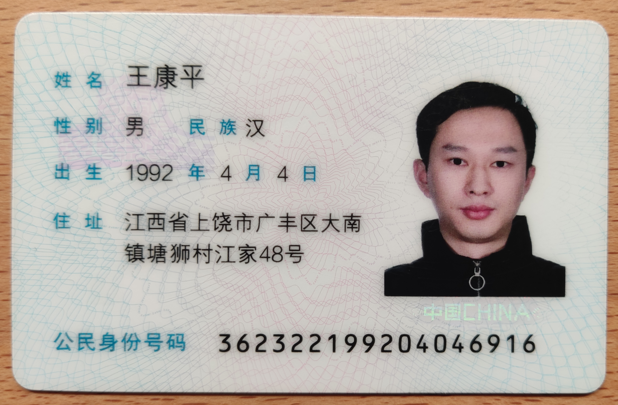 姓名 王康平
性别 男 民族 汉
出生 1992 年 4 月 4 日
住址 江西省上饶市广丰区大南
镇塘狮村江家48号
中国CHINA
公民身份号码 362322199204046916